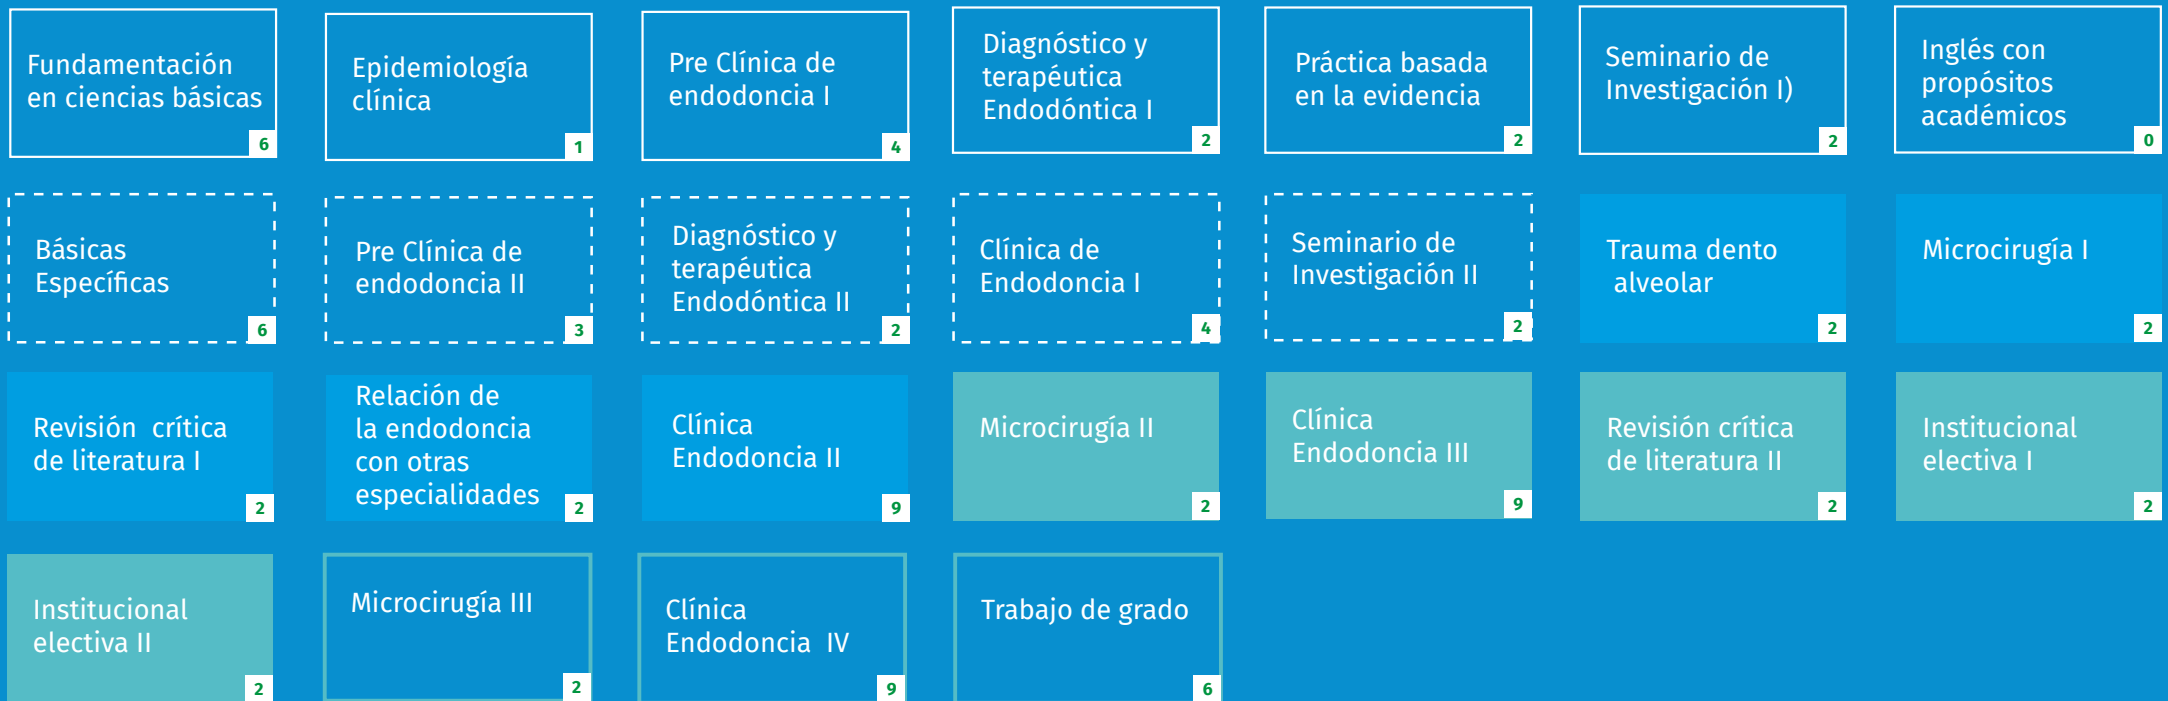 Fundamentación
en ciencias básicas
6
Epidemiología
clínica
1
Pre Clínica de
endodoncia I
4
Diagnóstico y
terapéutica
Endodóntica I
2
Práctica basada
en la evidencia
2
Seminario de
Investigación I)
2
Inglés con
propósitos
académicos
0
Básicas
Específicas
6
Pre Clínica de
endodoncia II
3
Diagnóstico y
terapéutica
Endodóntica II
2
Clínica de
Endodoncia I
4
Seminario de
Investigación II
2
Trauma dento
alveolar
2
Microcirugía I
2
Revisión crítica
de literatura I
2
Relación de
la endodoncia
con otras
especialidades
2
Clínica
Endodoncia II
9
Microcirugía II
2
Clínica
Endodoncia III
9
Revisión crítica
de literatura II
2
Institucional
electiva I
2
Institucional
electiva II
2
Microcirugía III
2
Clínica
Endodoncia IV
9
Trabajo de grado
6